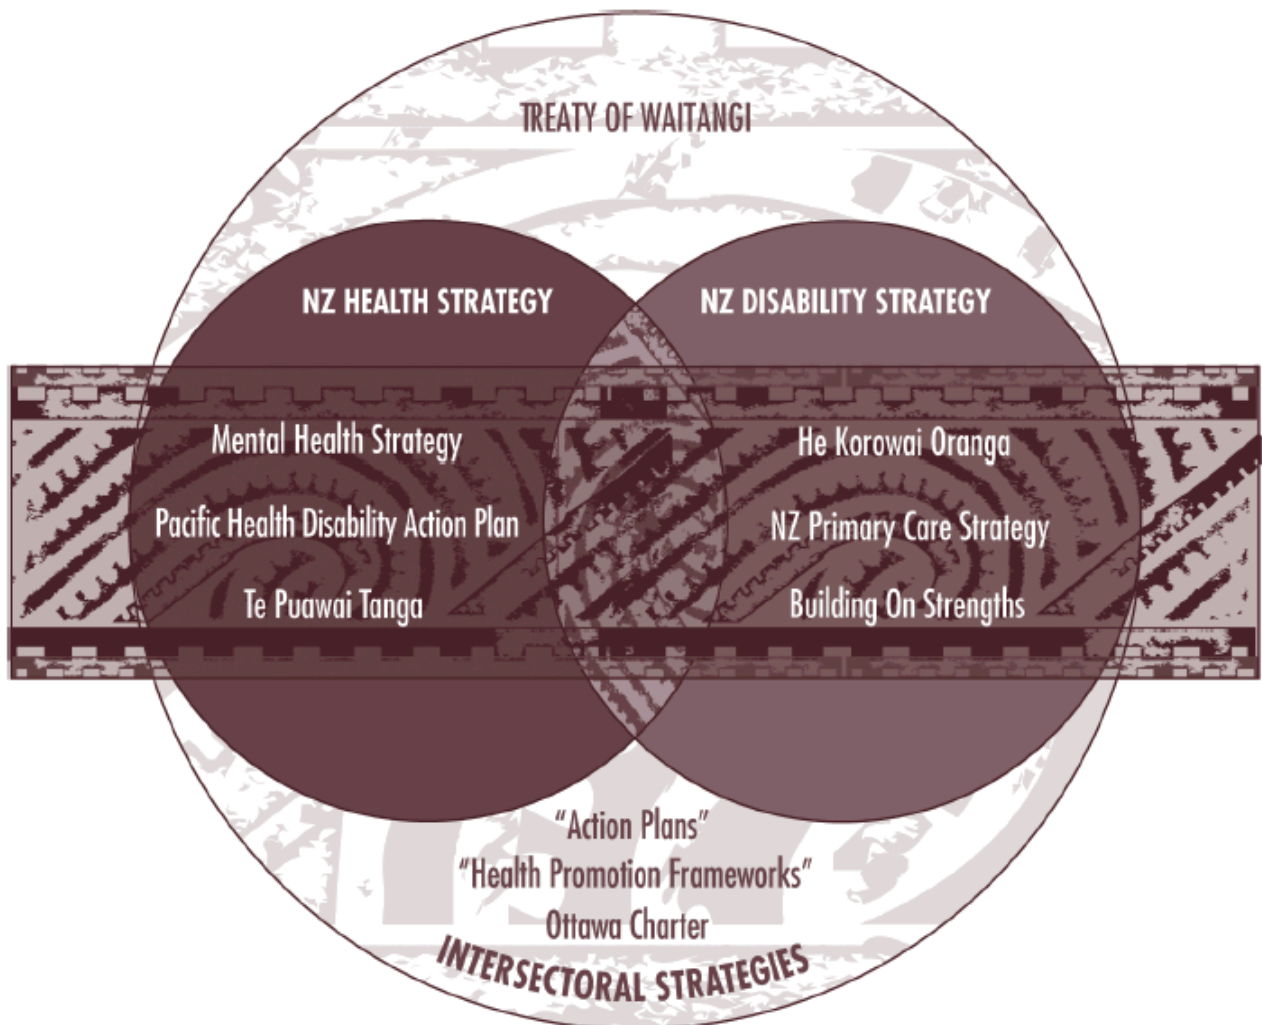 TREATY OF WAITANGI
NZ HEALTH STRATEGY
NZ DISABILITY STRATEGY
Mental Health Strategy
Pacific Health Disability Action Plan
Te Puawai Tanga
He Korowai Oranga
NZ Primary Care Strategy
Building On Strengths
“Action Plans”
“Health Promotion Frameworks”
Ottawa Charter
INTERSECTORAL STRATEGIES